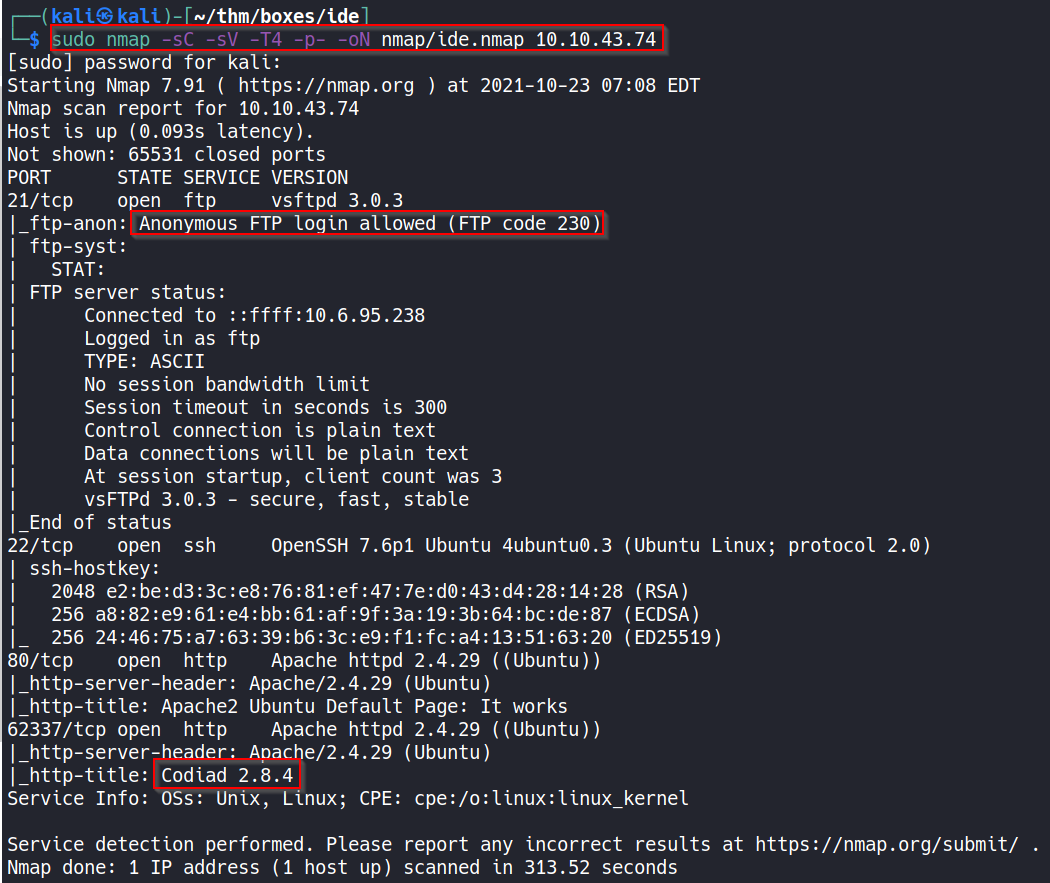 ┌──(kali㉿kali)-[~/thm/boxes/ide]
└─$ sudo nmap -sC -sV -T4 -p- -oN nmap/ide.nmap 10.10.43.74
[sudo] password for kali:
Starting Nmap 7.91 ( https://nmap.org ) at 2021-10-23 07:08 EDT
Nmap scan report for 10.10.43.74
Host is up (0.093s latency).
Not shown: 65531 closed ports
PORT      STATE SERVICE VERSION
21/tcp    open  ftp     vsftpd 3.0.3
|_ftp-anon: Anonymous FTP login allowed (FTP code 230)
| ftp-syst:
|   STAT:
| FTP server status:
|      Connected to ::ffff:10.6.95.238
|      Logged in as ftp
|      TYPE: ASCII
|      No session bandwidth limit
|      Session timeout in seconds is 300
|      Control connection is plain text
|      Data connections will be plain text
|      At session startup, client count was 3
|      vsFTPd 3.0.3 - secure, fast, stable
|_End of status
22/tcp    open  ssh     OpenSSH 7.6p1 Ubuntu 4ubuntu0.3 (Ubuntu Linux; protocol 2.0)
| ssh-hostkey:
|   2048 e2:be:d3:3c:e8:76:81:ef:47:7e:d0:43:d4:28:14:28 (RSA)
|   256 a8:82:e9:61:e4:bb:61:af:9f:3a:19:3b:64:bc:de:87 (ECDSA)
|_  256 24:46:75:a7:63:39:b6:3c:e9:f1:fc:a4:13:51:63:20 (ED25519)
80/tcp    open  http    Apache httpd 2.4.29 ((Ubuntu))
|_http-server-header: Apache/2.4.29 (Ubuntu)
|_http-title: Apache2 Ubuntu Default Page: It works
62337/tcp open  http    Apache httpd 2.4.29 ((Ubuntu))
|_http-server-header: Apache/2.4.29 (Ubuntu)
|_http-title: Codiad 2.8.4
Service Info: OSs: Unix, Linux; CPE: cpe:/o:linux:linux_kernel

Service detection performed. Please report any incorrect results at https://nmap.org/submit/ .
Nmap done: 1 IP address (1 host up) scanned in 313.52 seconds